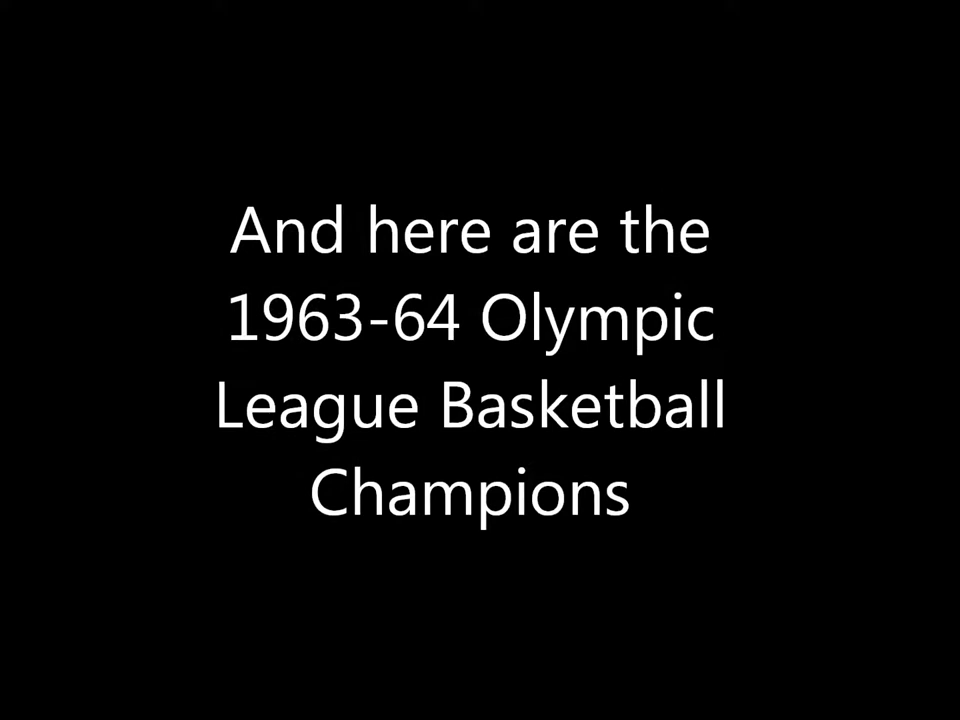 And here are the
1963-64 Olympic
League Basketball
Champions